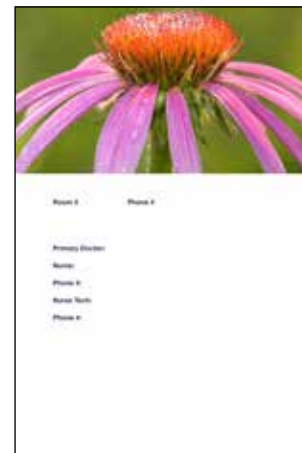 Room # Phone #
Primary Doctor:
Nurse:
Phone #:
Nurse Tech:
Phone #: